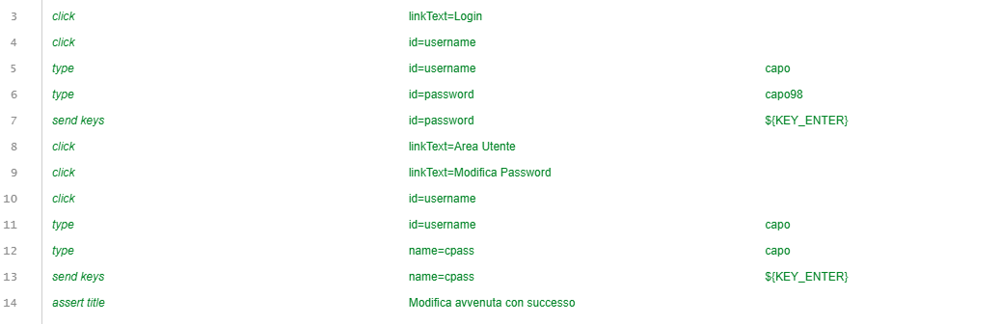 3 click linkText=Login
4 click id=username
5 type id=username capo
6 type id=password capo98
7 send keys id=password ${KEY_ENTER}
8 click linkText=Area Utente
9 click linkText=Modifica Password
10 click id=username
11 type id=username capo
12 type name=cpass capo
13 send keys name=cpass ${KEY_ENTER}
14 assert title Modifica avvenuta con successo